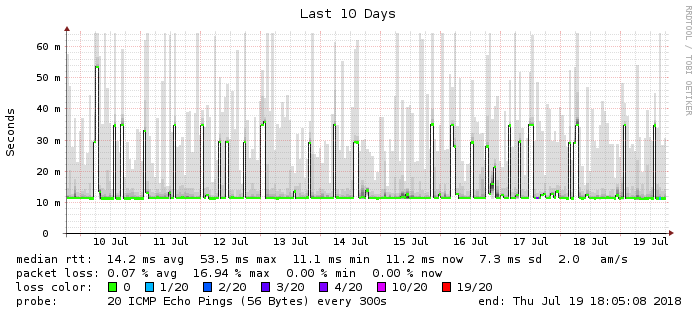 Last 10 Days
RRDTOOL / TOBI OETIKER
Seconds
60 m
50 m
40 m
30 m
20 m
10 m
0
10 Jul 11 Jul 12 Jul 13 Jul 14 Jul 15 Jul 16 Jul 17 Jul 18 Jul 19 Jul
median rtt: 14.2 ms avg 53.5 ms max 11.1 ms min 11.2 ms now 7.3 ms sd 2.0 am/s
packet loss: 0.07 % avg 16.94 % max 0.00 % min 0.00 % now
loss color: 0 1/20 2/20 3/20 4/20 10/20 19/20
probe: 20 ICMP Echo Pings (56 Bytes) every 300s end: Thu Jul 19 18:05:08 2018